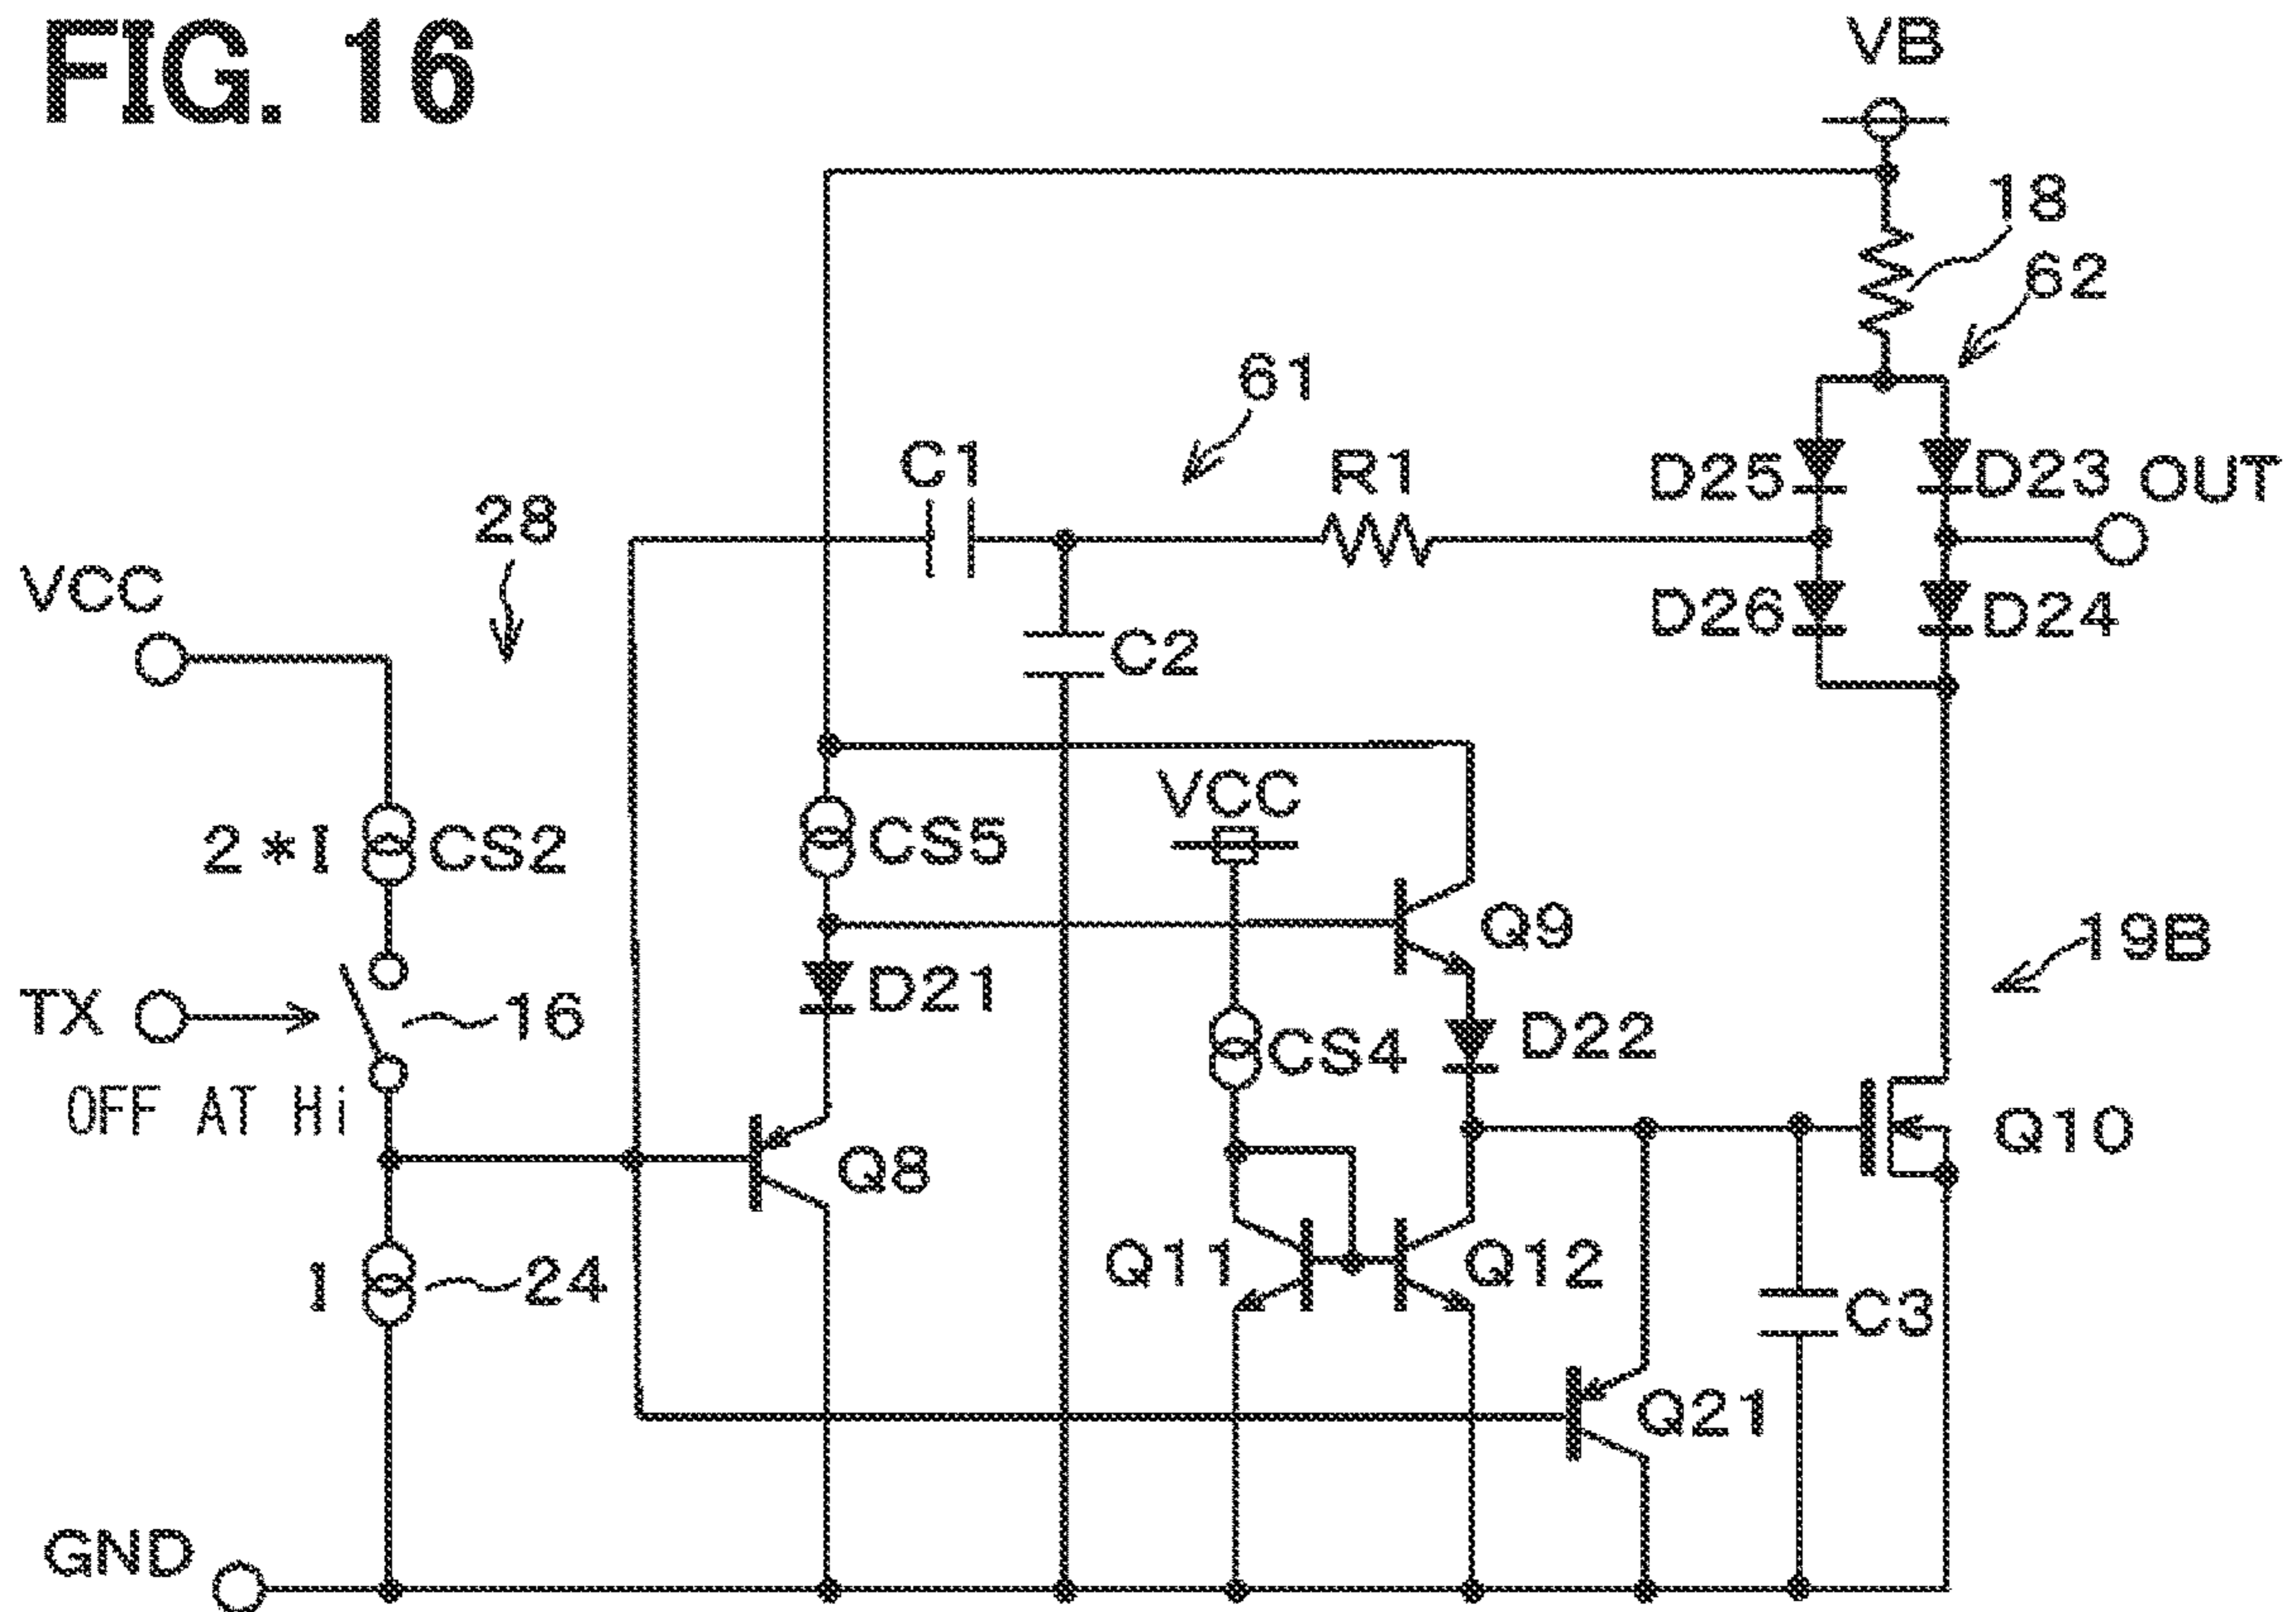 FIG. 16
VB
18
62
61
C1
R1
D25
D23
OUT
28
VCC
C2
D26
D24
2*I
CS2
CS5
VCC
Q9
19B
TX
16
D21
CS4
D22
OFF AT Hi
Q8
Q10
I
24
Q11
Q12
C3
Q21
GND